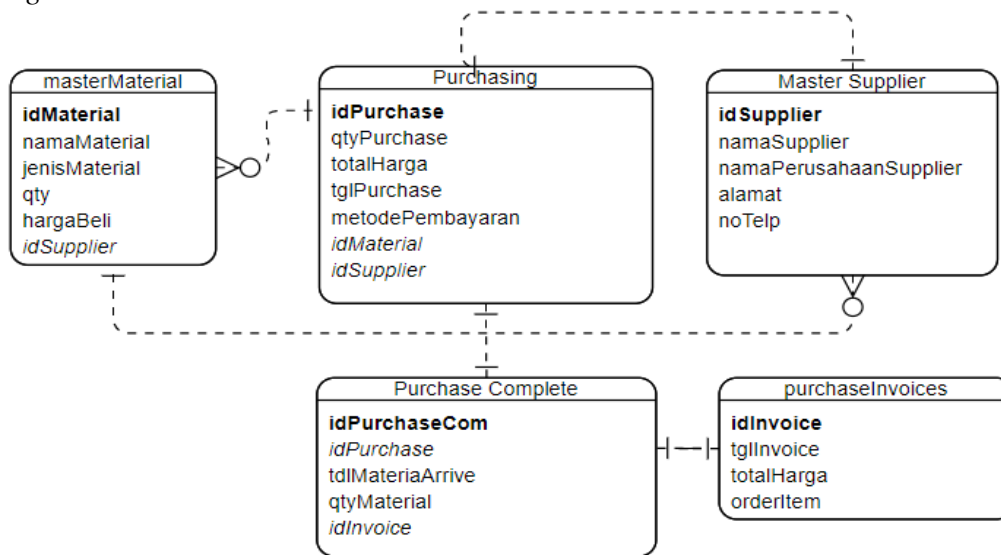 masterMaterial
idMaterial
namaMaterial
jenisMaterial
qty
hargaBeli
idSupplier
Purchasing
idPurchase
qtyPurchase
totalHarga
tglPurchase
metodePembayaran
idMaterial
idSupplier
Master Supplier
idSupplier
namaSupplier
namaPerusahaanSupplier
alamat
noTelp
Purchase Complete
idPurchaseCom
idPurchase
tdlMateriaArrive
qtyMaterial
idInvoice
purchaseInvoices
idInvoice
tglInvoice
totalHarga
orderItem